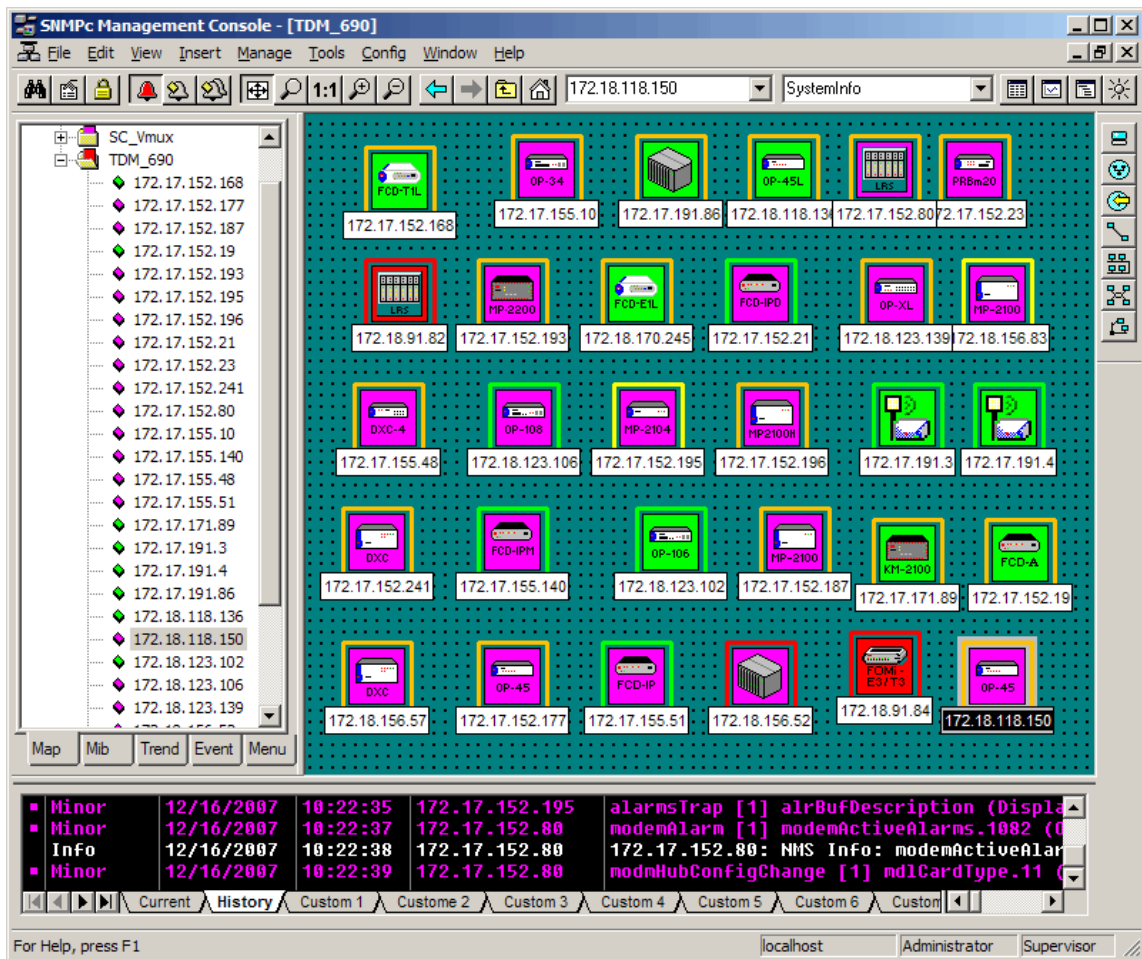 SNMPc Management Console - [TDM_690]
File Edit View Insert Manage Tools Config Window Help
1:1 172.18.118.150 SystemInfo
SC_Vmux
TDM_690
172.17.152.168
172.17.152.177
172.17.152.187
172.17.152.19
172.17.152.193
172.17.152.195
172.17.152.196
172.17.152.21
172.17.152.23
172.17.152.241
172.17.152.80
172.17.155.10
172.17.155.140
172.17.155.48
172.17.155.51
172.17.171.89
172.17.191.3
172.17.191.4
172.17.191.86
172.18.118.136
172.18.118.150
172.18.123.102
172.18.123.106
172.18.123.139
Map Mib Trend Event Menu
FCD-T1L OP-34 OP-45L LRS PRBm20
172.17.152.168 172.17.155.10 172.17.191.86 172.18.118.136 172.17.152.80 172.17.152.23
LRS MP-2200 FCD-E1L FCD-IPD OP-XL MP-2100
172.18.91.82 172.17.152.193 172.18.170.245 172.17.152.21 172.18.123.139 172.18.156.83
DXC-4 OP-108 MP-2104 MP2100H
172.17.155.48 172.18.123.106 172.17.152.195 172.17.152.196 172.17.191.3 172.17.191.4
DXC FCD-IPM OP-106 MP-2100 KM-2100 FCD-A
172.17.152.241 172.17.155.140 172.18.123.102 172.17.152.187 172.17.171.89 172.17.152.19
DXC OP-45 FCD-IP FOMi-E3/T3 OP-45
172.18.156.57 172.17.152.177 172.17.155.51 172.18.156.52 172.18.91.84 172.18.118.150
Minor 12/16/2007 10:22:35 172.17.152.195 alarmsTrap [1] alrBufDescription (Displa
Minor 12/16/2007 10:22:37 172.17.152.80 modemAlarm [1] modemActiveAlarms.1082 (
Info 12/16/2007 10:22:38 172.17.152.80 172.17.152.80: NMS Info: modemActiveAlar
Minor 12/16/2007 10:22:39 172.17.152.80 modmHubConfigChange [1] mdlCardType.11 (
Current History Custom 1 Custome 2 Custom 3 Custom 4 Custom 5 Custom 6 Custom
For Help, press F1 localhost Administrator Supervisor